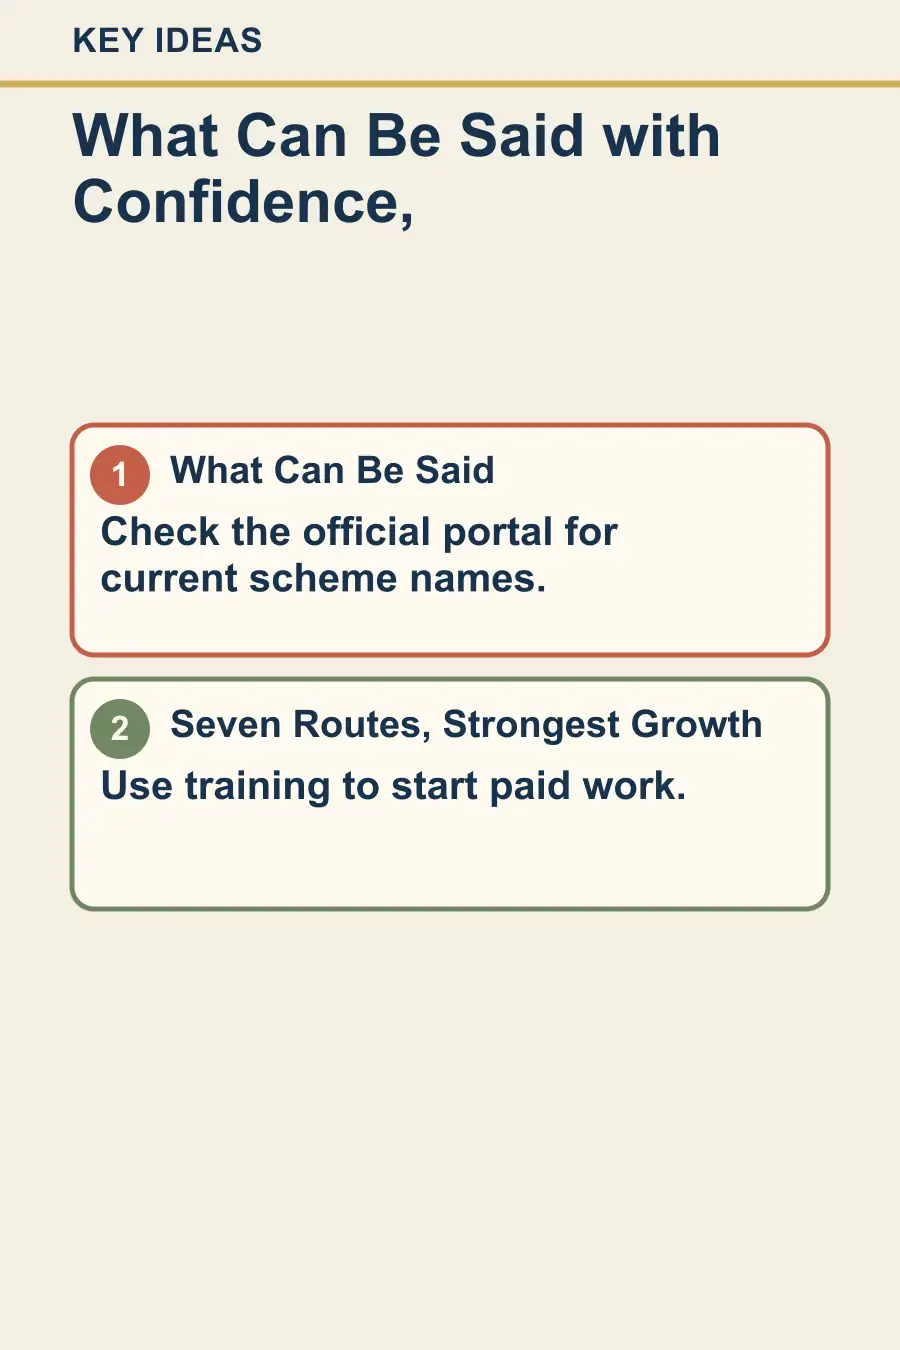 KEY IDEAS
What Can Be Said with
Confidence,
1 What Can Be Said
Check the official portal for
current scheme names.
2 Seven Routes, Strongest Growth
Use training to start paid work.